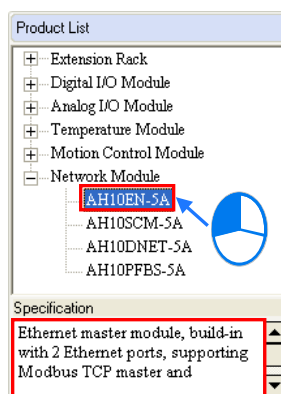 Product List
Extension Rack
Digital I/O Module
Analog I/O Module
Temperature Module
Motion Control Module
Network Module
AH10EN-5A
AH10SCM-5A
AH10DNET-5A
AH10PFBS-5A
Specification
Ethernet master module, build-in
with 2 Ethernet ports, supporting
Modbus TCP master and